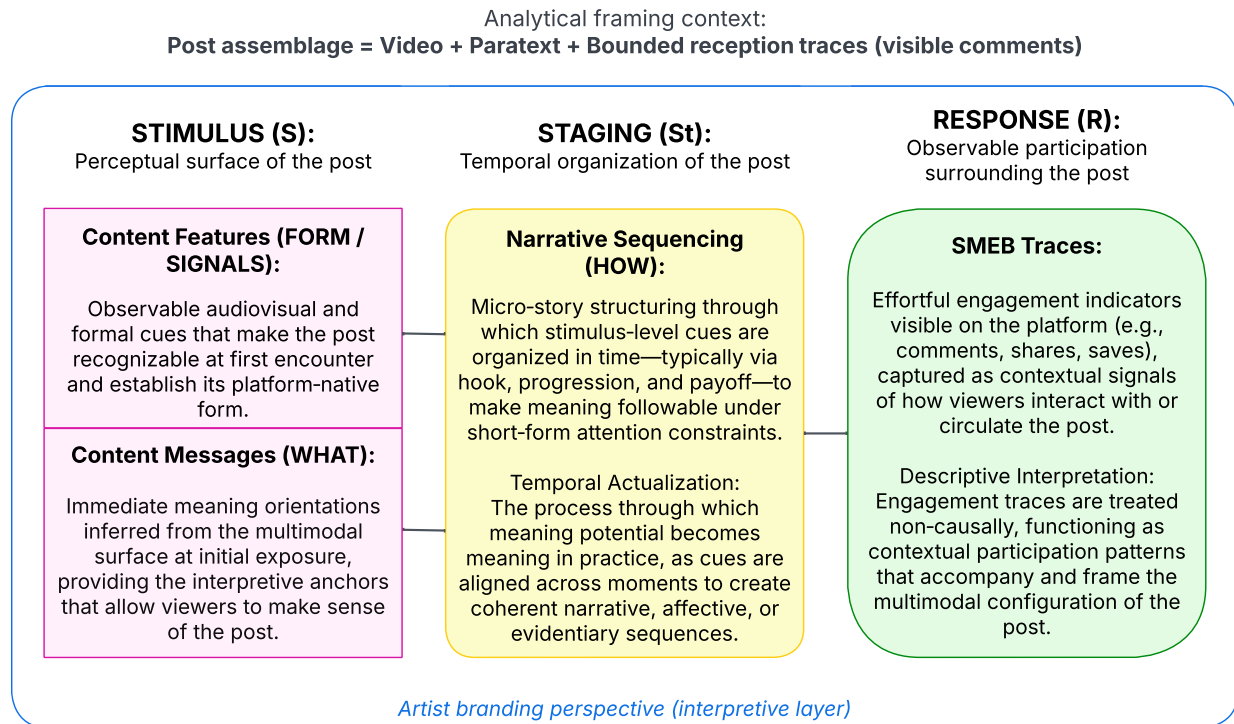 Analytical framing context:
Post assemblage = Video + Paratext + Bounded reception traces (visible comments)
STIMULUS (S):
Perceptual surface of the post
Content Features (FORM /
SIGNALS):
Observable audiovisual and
formal cues that make the post
recognizable at first encounter
and establish its platform-native
form.
Content Messages (WHAT):
Immediate meaning orientations
inferred from the multimodal
surface at initial exposure,
providing the interpretive anchors
that allow viewers to make sense
of the post.
STAGING (St):
Temporal organization of the post
Narrative Sequencing
(HOW):
Micro-story structuring through
which stimulus-level cues are
organized in time—typically via
hook, progression, and payoff—to
make meaning followable under
short-form attention constraints.
Temporal Actualization:
The process through which
meaning potential becomes
meaning in practice, as cues are
aligned across moments to create
coherent narrative, affective, or
evidentiary sequences.
RESPONSE (R):
Observable participation
surrounding the post
SMEB Traces:
Effortful engagement indicators
visible on the platform (e.g.,
comments, shares, saves),
captured as contextual signals
of how viewers interact with or
circulate the post.
Descriptive Interpretation:
Engagement traces are treated
non-causally, functioning as
contextual participation patterns
that accompany and frame the
multimodal configuration of the
post.
Artist branding perspective (interpretive layer)